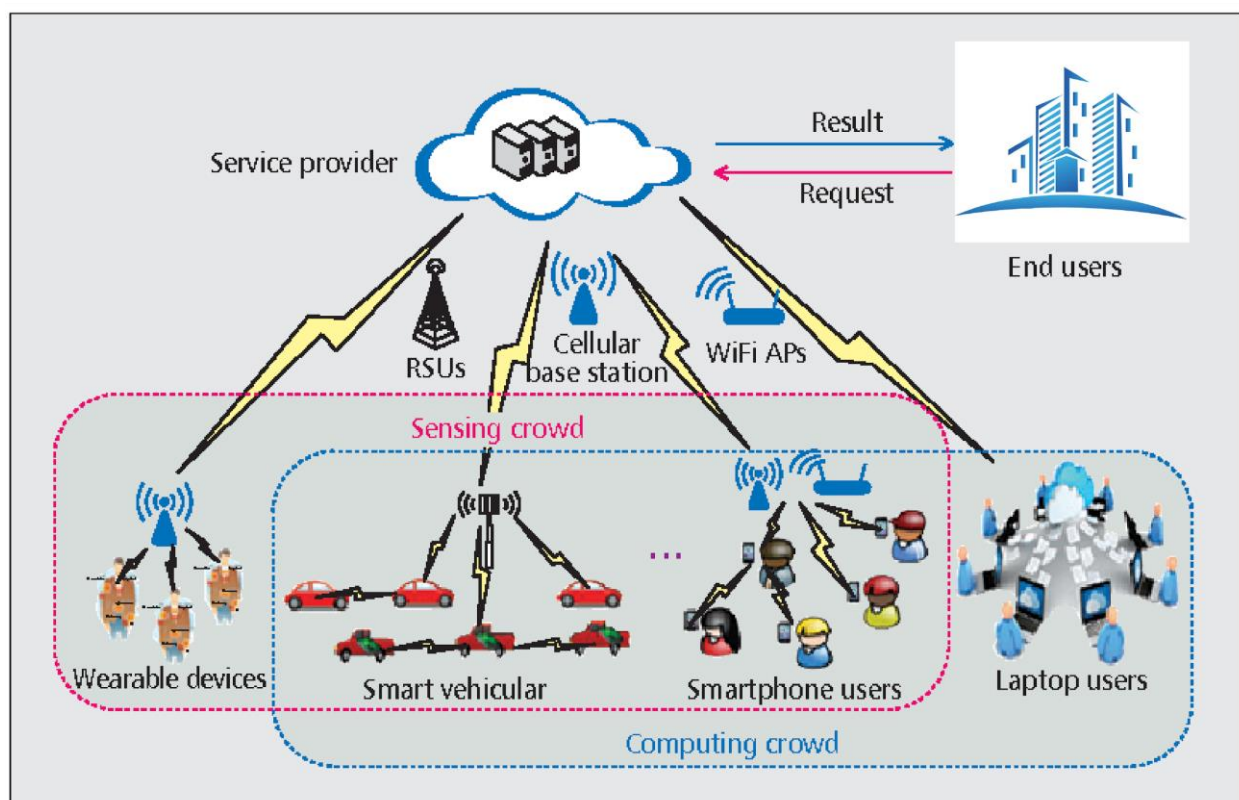 Service provider
Result
Request
End users
RSUs
Cellular
base station
WiFi APs
Sensing crowd
...
Wearable devices
Smart vehicular
Smartphone users
Laptop users
Computing crowd